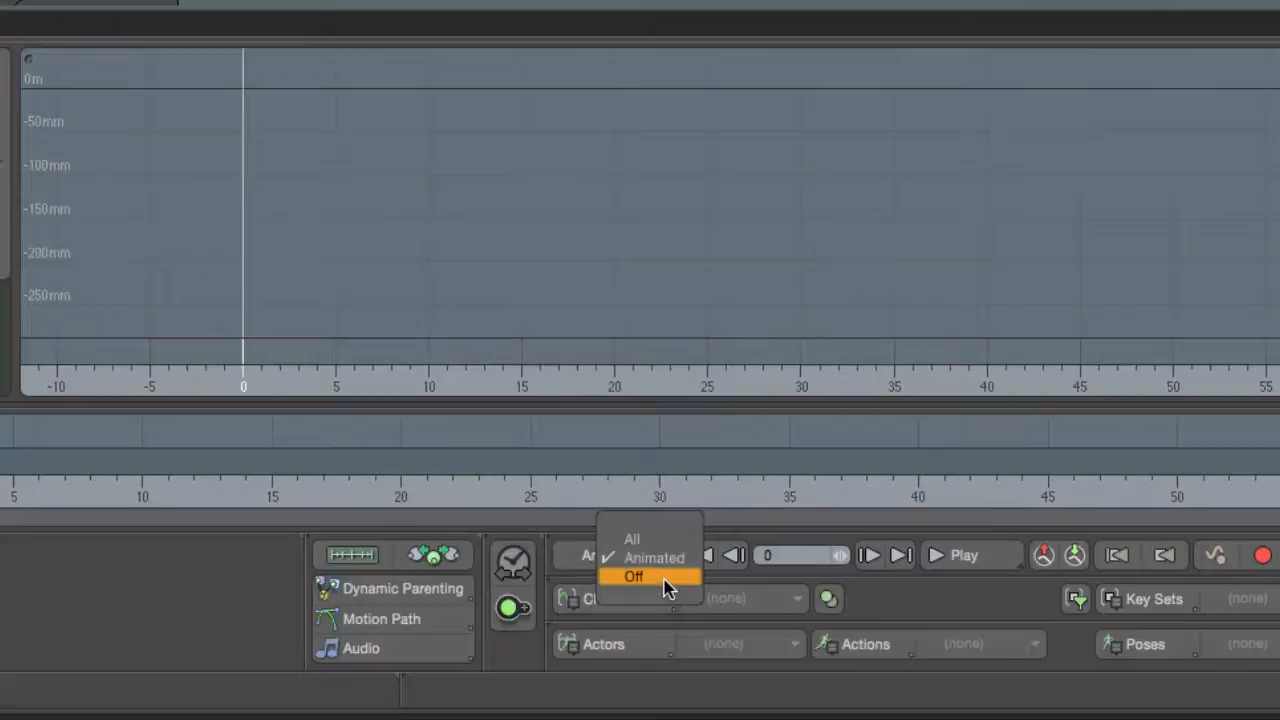 0m
-50mm
-100mm
-150mm
-200mm
-250mm
-10 -5 0 5 10 15 20 25 30 35 40 45 50 55
5 10 15 20 25 30 35 40 45 50
All
Animated
Off
0 Play
Dynamic Parenting
(none) Key Sets (none)
Motion Path
Audio
Actors (none) Actions (none) Poses (none)